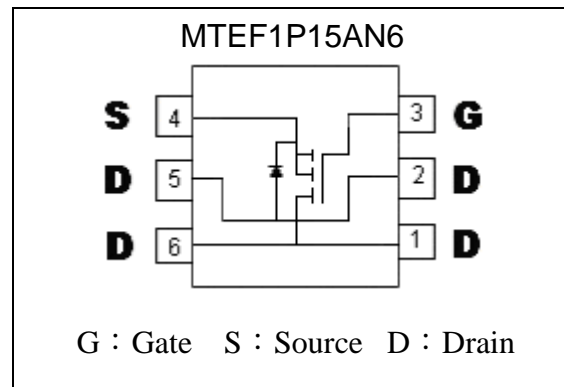 MTEF1P15AN6
S 4 3 G
D 5 2 D
D 6 1 D
G：Gate S：Source D：Drain